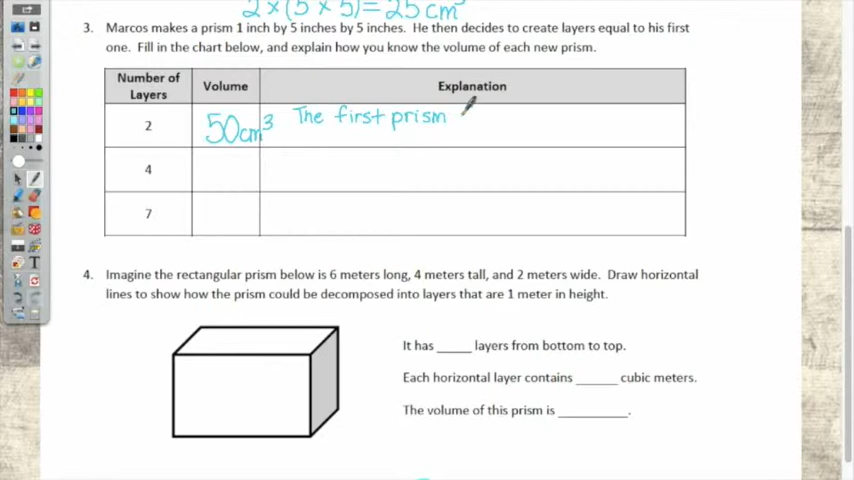 2 × (5 × 5) = 25 cm³
3. Marcos makes a prism 1 inch by 5 inches by 5 inches. He then decides to create layers equal to his first
one. Fill in the chart below, and explain how you know the volume of each new prism.
Number of Layers Volume Explanation
2 50cm³ The first prism
4
7
4. Imagine the rectangular prism below is 6 meters long, 4 meters tall, and 2 meters wide. Draw horizontal
lines to show how the prism could be decomposed into layers that are 1 meter in height.
It has _____ layers from bottom to top.
Each horizontal layer contains ______ cubic meters.
The volume of this prism is __________.
T